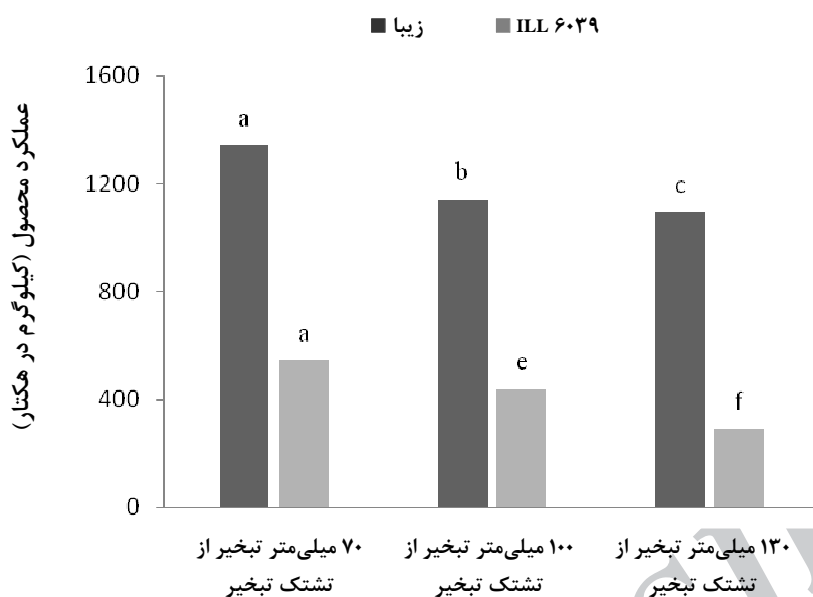 زیبا
ILL ۶۰۳۹
عملکرد محصول (کیلوگرم در هکتار)
1600
1200
800
400
0
a
a
b
e
c
f
۷۰ میلی‌متر تبخیر از
تشتک تبخیر
۱۰۰ میلی‌متر تبخیر از
تشتک تبخیر
۱۳۰ میلی‌متر تبخیر از
تشتک تبخیر